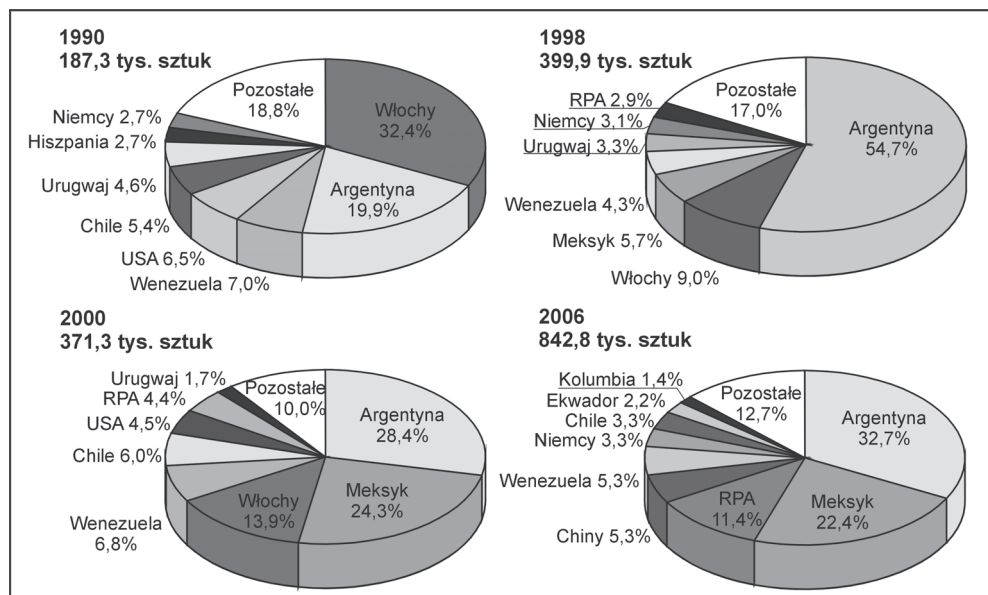 1990
187,3 tys. sztuk
Pozostałe
18,8%
Włochy
32,4%
Niemcy 2,7%
Hiszpania 2,7%
Urugwaj 4,6%
Argentyna
19,9%
Chile 5,4%
USA 6,5%
Wenezuela 7,0%
1998
399,9 tys. sztuk
Pozostałe
17,0%
RPA 2,9%
Niemcy 3,1%
Urugwaj 3,3%
Argentyna
54,7%
Wenezuela 4,3%
Meksyk 5,7%
Włochy 9,0%
2000
371,3 tys. sztuk
Urugwaj 1,7%
Pozostałe
10,0%
RPA 4,4%
USA 4,5%
Argentyna
28,4%
Chile 6,0%
Włochy
13,9%
Meksyk
24,3%
Wenezuela
6,8%
2006
842,8 tys. sztuk
Kolumbia 1,4%
Pozostałe
12,7%
Ekwador 2,2%
Chile 3,3%
Niemcy 3,3%
Argentyna
32,7%
Wenezuela 5,3%
RPA
11,4%
Meksyk
22,4%
Chiny 5,3%